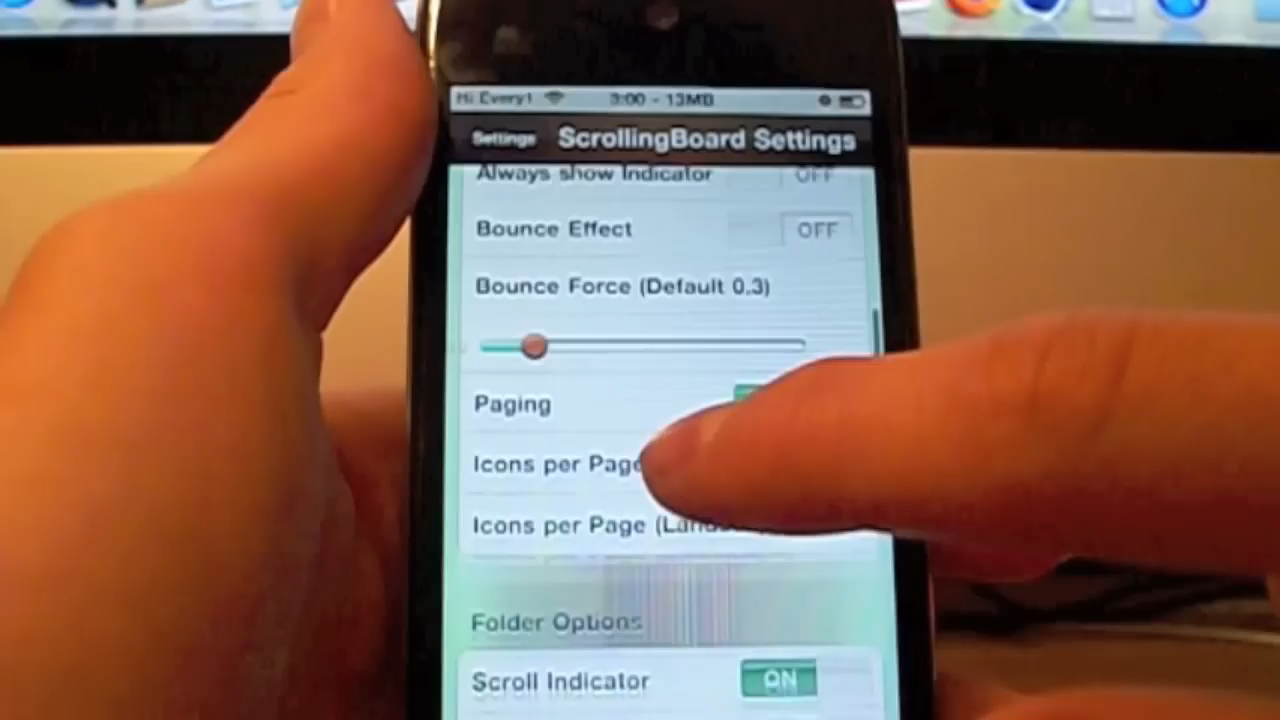 Hi Every1 3:00 - 13MB
Settings ScrollingBoard Settings
Always show Indicator OFF
Bounce Effect OFF
Bounce Force (Default 0.3)
Paging
Icons per Page
Icons per Page
Folder Options
Scroll Indicator ON